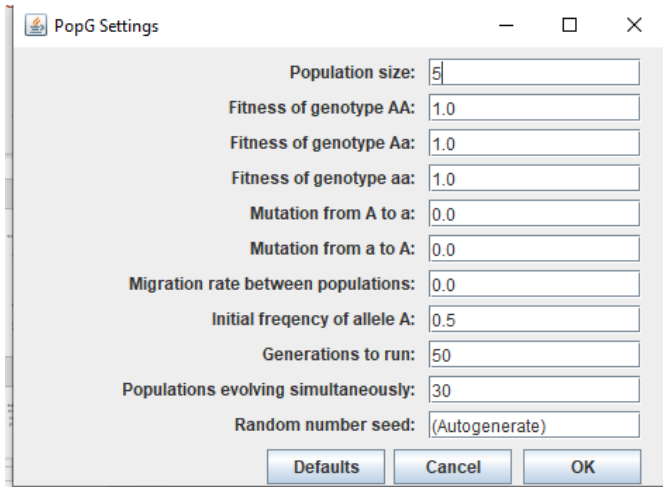 PopG Settings
Population size: 5
Fitness of genotype AA: 1.0
Fitness of genotype Aa: 1.0
Fitness of genotype aa: 1.0
Mutation from A to a: 0.0
Mutation from a to A: 0.0
Migration rate between populations: 0.0
Initial freqency of allele A: 0.5
Generations to run: 50
Populations evolving simultaneously: 30
Random number seed: (Autogenerate)
Defaults Cancel OK